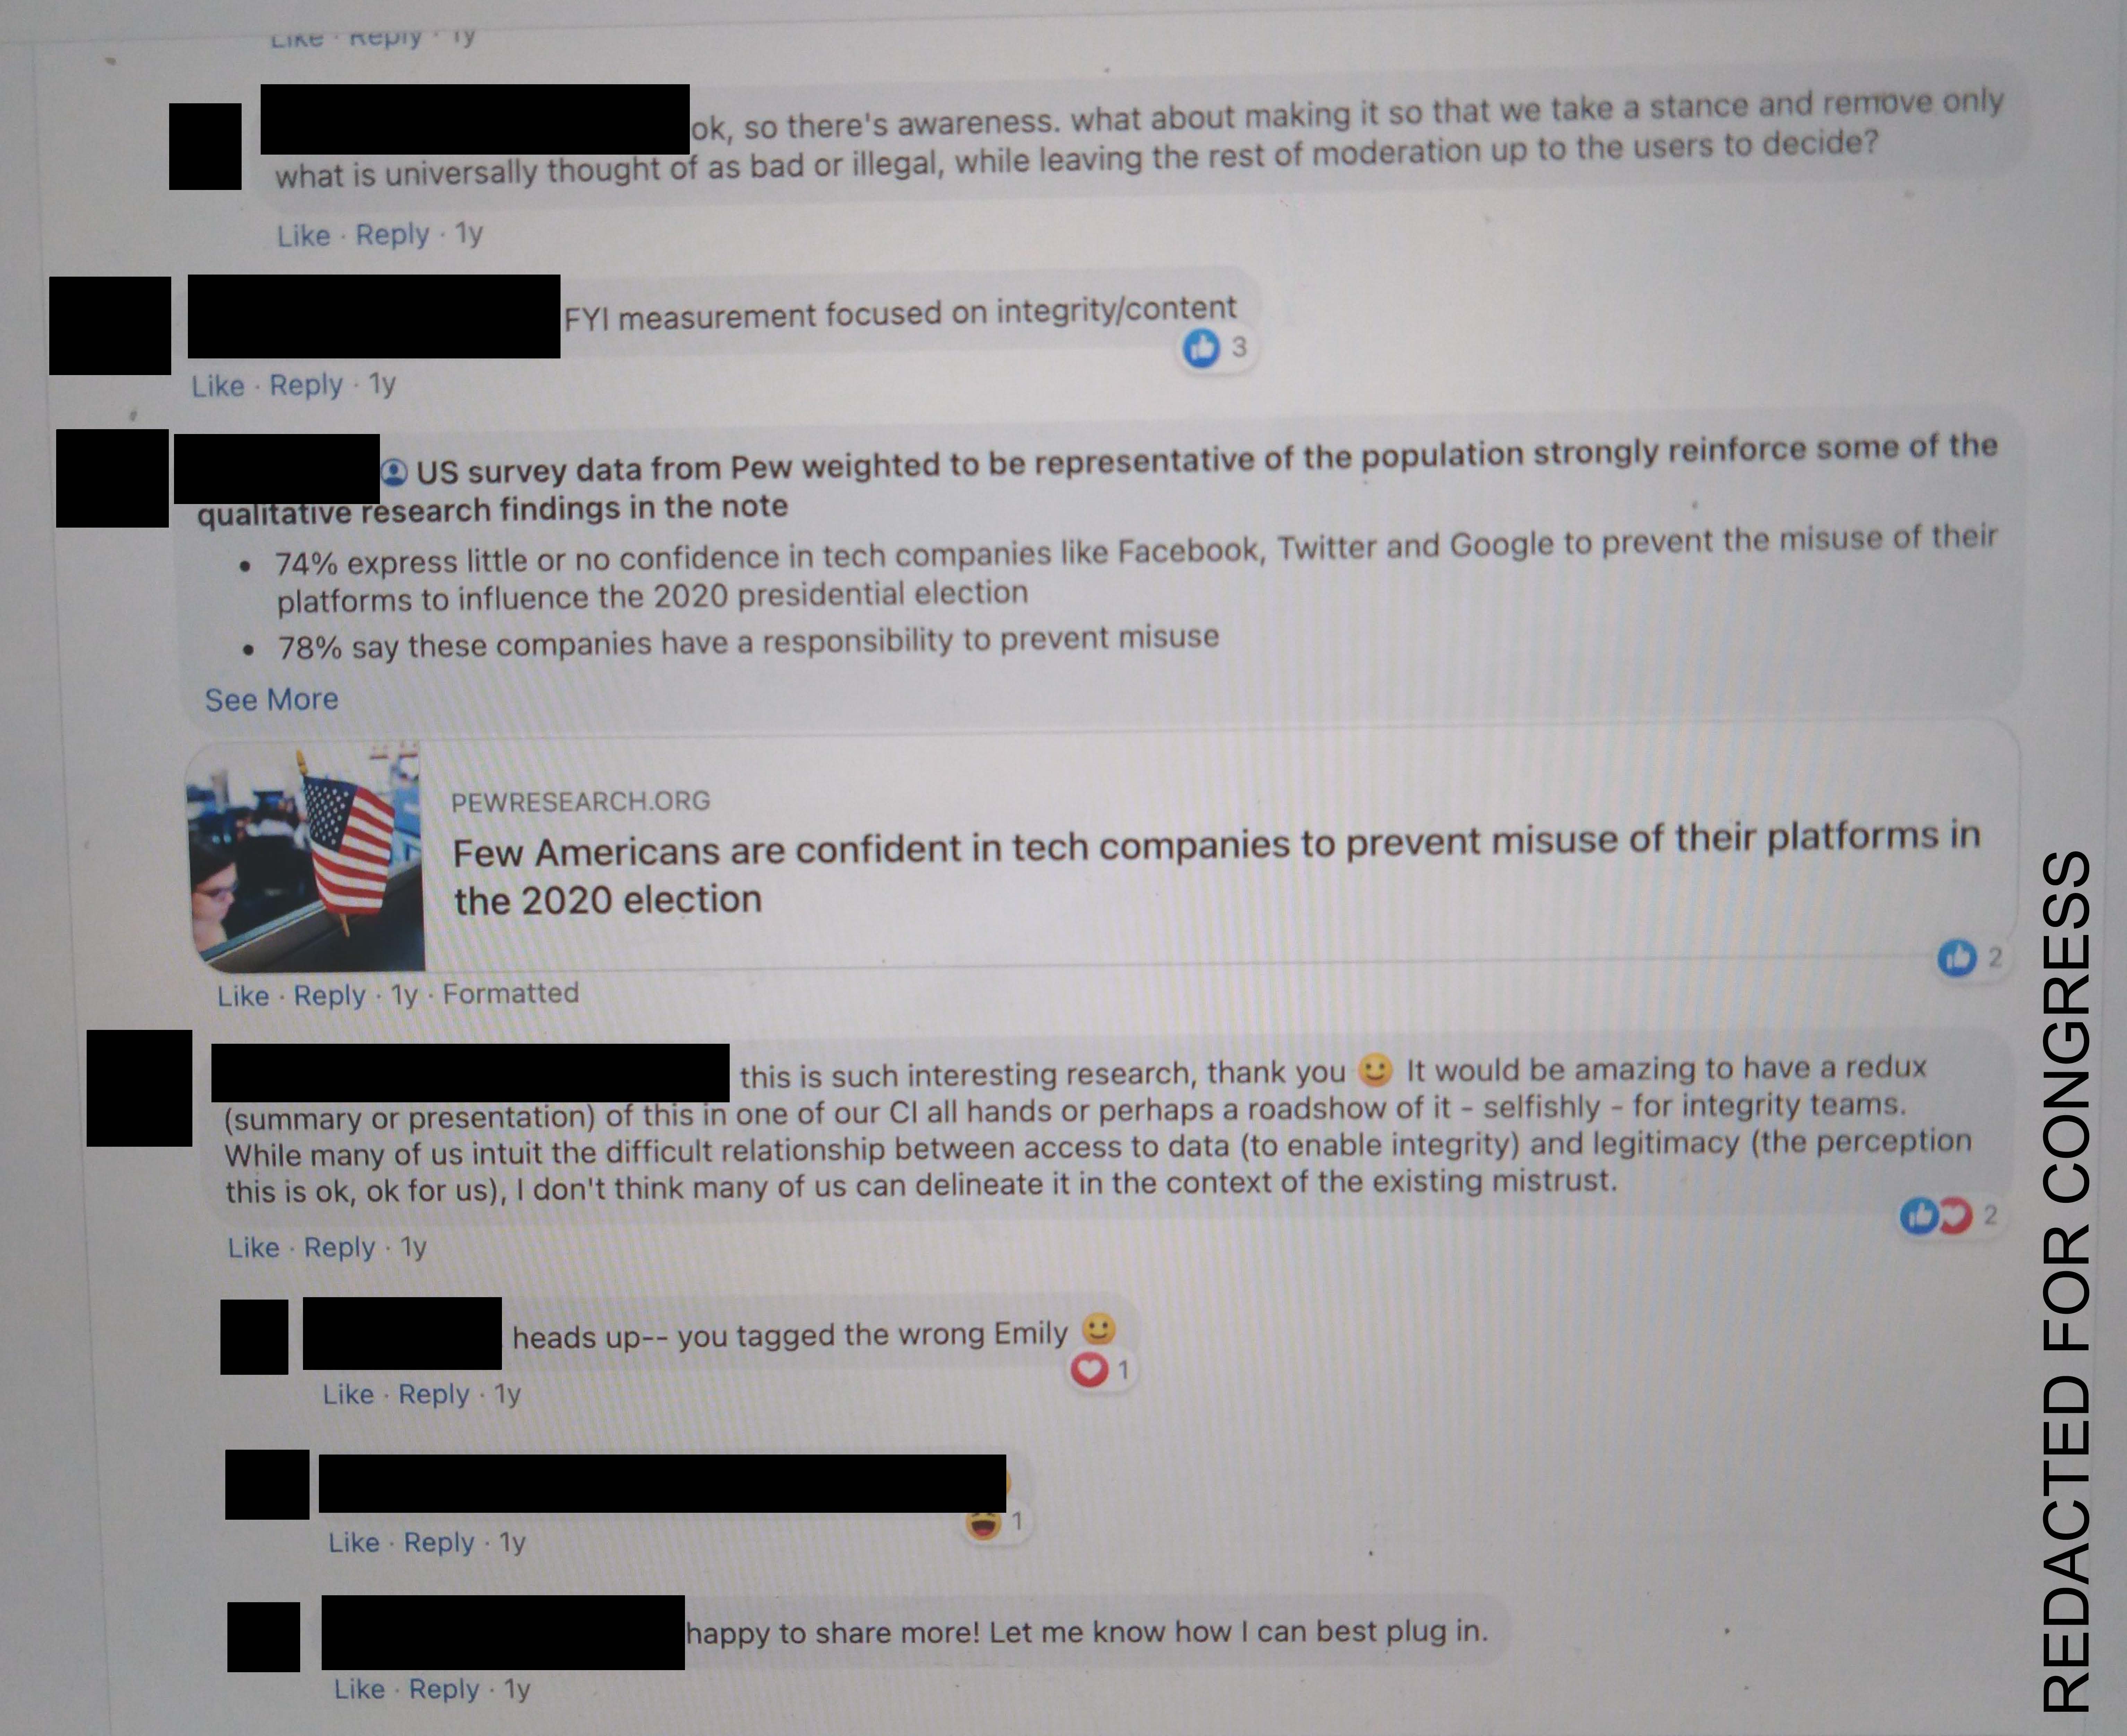 Like · Reply · 1y
ok, so there's awareness. what about making it so that we take a stance and remove only
what is universally thought of as bad or illegal, while leaving the rest of moderation up to the users to decide?
Like · Reply · 1y
FYI measurement focused on integrity/content
3
Like · Reply · 1y
US survey data from Pew weighted to be representative of the population strongly reinforce some of the
qualitative research findings in the note
• 74% express little or no confidence in tech companies like Facebook, Twitter and Google to prevent the misuse of their
platforms to influence the 2020 presidential election
• 78% say these companies have a responsibility to prevent misuse
See More
PEWRESEARCH.ORG
Few Americans are confident in tech companies to prevent misuse of their platforms in
the 2020 election
2
Like · Reply · 1y · Formatted
this is such interesting research, thank you 🙂 It would be amazing to have a redux
(summary or presentation) of this in one of our CI all hands or perhaps a roadshow of it – selfishly – for integrity teams.
While many of us intuit the difficult relationship between access to data (to enable integrity) and legitimacy (the perception
this is ok, ok for us), I don't think many of us can delineate it in the context of the existing mistrust.
2
Like · Reply · 1y
heads up-- you tagged the wrong Emily 🙂
1
Like · Reply · 1y
1
Like · Reply · 1y
happy to share more! Let me know how I can best plug in.
Like · Reply · 1y
REDACTED FOR CONGRESS